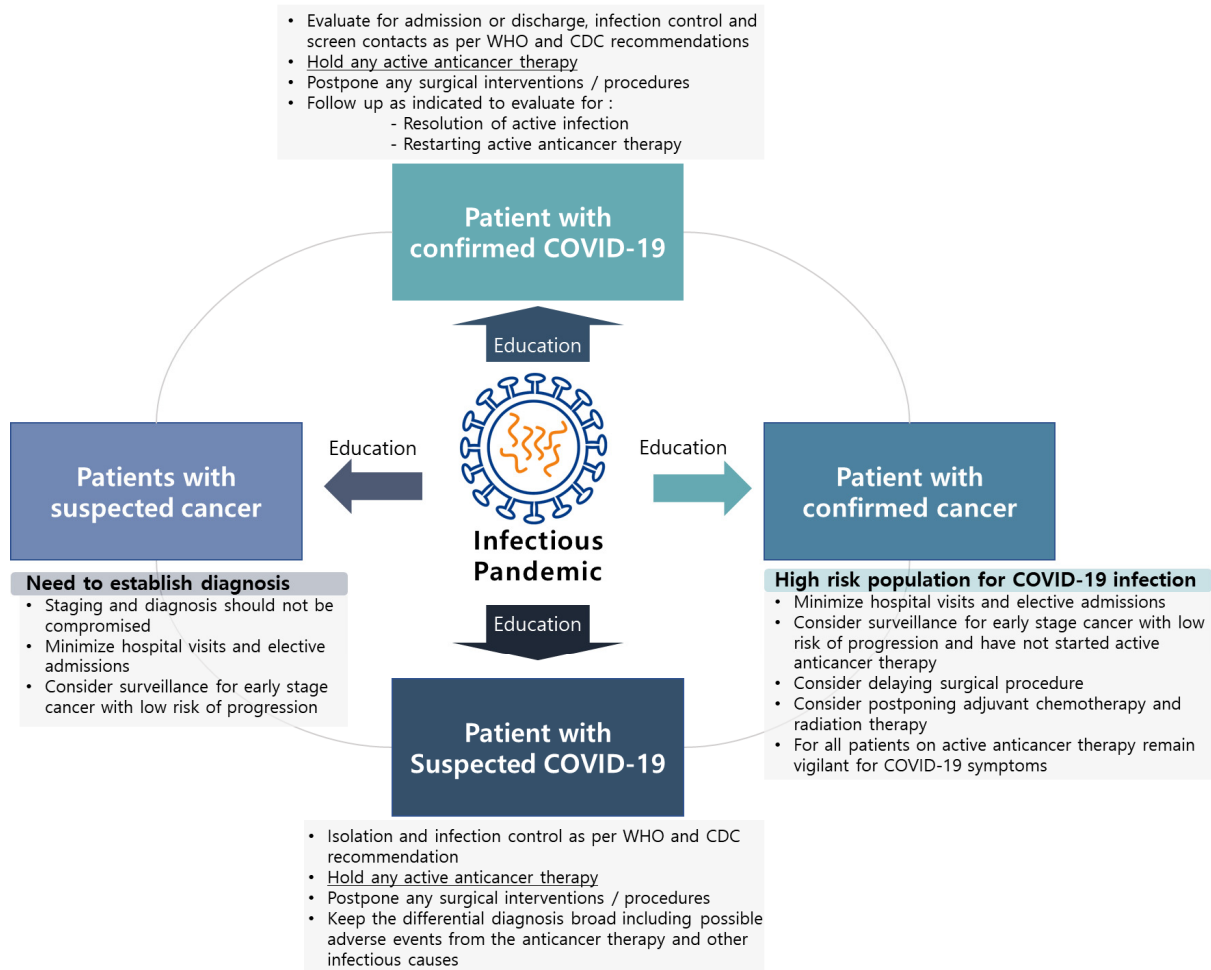 • Evaluate for admission or discharge, infection control and
screen contacts as per WHO and CDC recommendations
• Hold any active anticancer therapy
• Postpone any surgical interventions / procedures
• Follow up as indicated to evaluate for :
- Resolution of active infection
- Restarting active anticancer therapy
Patient with
confirmed COVID-19
Education
Patients with
suspected cancer
Education
Education
Patient with
confirmed cancer
Infectious
Pandemic
Need to establish diagnosis
• Staging and diagnosis should not be
compromised
• Minimize hospital visits and elective
admissions
• Consider surveillance for early stage
cancer with low risk of progression
High risk population for COVID-19 infection
• Minimize hospital visits and elective admissions
• Consider surveillance for early stage cancer with low
risk of progression and have not started active
anticancer therapy
• Consider delaying surgical procedure
• Consider postponing adjuvant chemotherapy and
radiation therapy
• For all patients on active anticancer therapy remain
vigilant for COVID-19 symptoms
Education
Patient with
Suspected COVID-19
• Isolation and infection control as per WHO and CDC
recommendation
• Hold any active anticancer therapy
• Postpone any surgical interventions / procedures
• Keep the differential diagnosis broad including possible
adverse events from the anticancer therapy and other
infectious causes